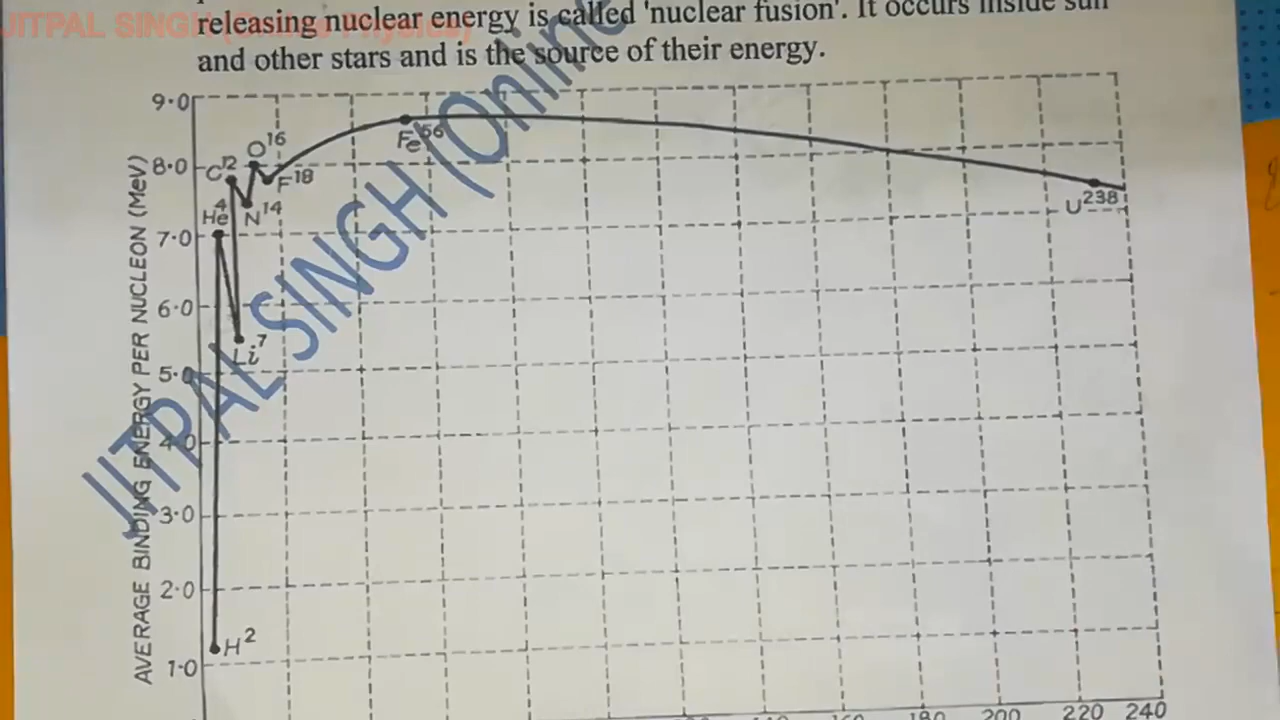 releasing nuclear energy is called 'nuclear fusion'. It occurs inside sun
and other stars and is the source of their energy.
JITPAL SINGH (Online
AVERAGE BINDING ENERGY PER NUCLEON (MeV)
9.0
8.0
7.0
6.0
5.0
4.0
3.0
2.0
1.0
H²
He⁴
Li⁷
C¹²
N¹⁴
O¹⁶
F¹⁸
Fe⁵⁶
U²³⁸
160 180 200 220 240